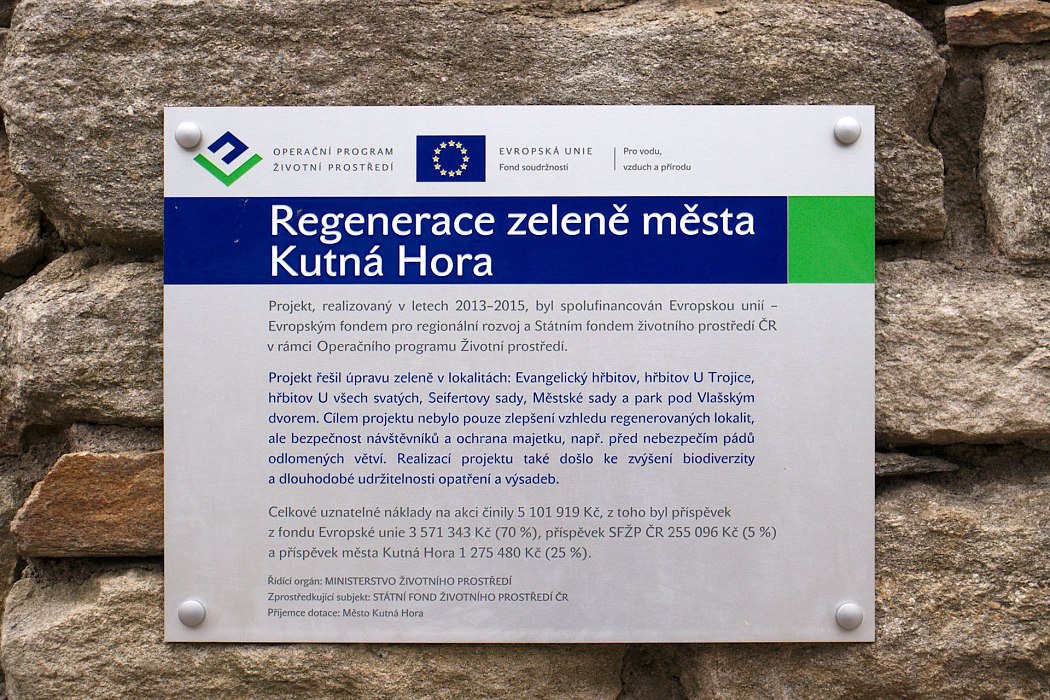 OPERAČNÍ PROGRAM
ŽIVOTNÍ PROSTŘEDÍ
EVROPSKÁ UNIE
Fond soudržnosti
Pro vodu,
vzduch a přírodu
Regenerace zeleně města
Kutná Hora
Projekt, realizovaný v letech 2013–2015, byl spolufinancován Evropskou unií –
Evropským fondem pro regionální rozvoj a Státním fondem životního prostředí ČR
v rámci Operačního programu Životní prostředí.
Projekt řešil úpravu zeleně v lokalitách: Evangelický hřbitov, hřbitov U Trojice,
hřbitov U všech svatých, Seifertovy sady, Městské sady a park pod Vlašským
dvorem. Cílem projektu nebylo pouze zlepšení vzhledu regenerovaných lokalit,
ale bezpečnost návštěvníků a ochrana majetku, např. před nebezpečím pádů
odlomených větví. Realizací projektu také došlo ke zvýšení biodiverzity
a dlouhodobé udržitelnosti opatření a výsadeb.
Celkové uznatelné náklady na akci činily 5 101 919 Kč, z toho byl příspěvek
z fondu Evropské unie 3 571 343 Kč (70 %), příspěvek SFŽP ČR 255 096 Kč (5 %)
a příspěvek města Kutná Hora 1 275 480 Kč (25 %).
Řídící orgán: MINISTERSTVO ŽIVOTNÍHO PROSTŘEDÍ
Zprostředkující subjekt: STÁTNÍ FOND ŽIVOTNÍHO PROSTŘEDÍ ČR
Příjemce dotace: Město Kutná Hora